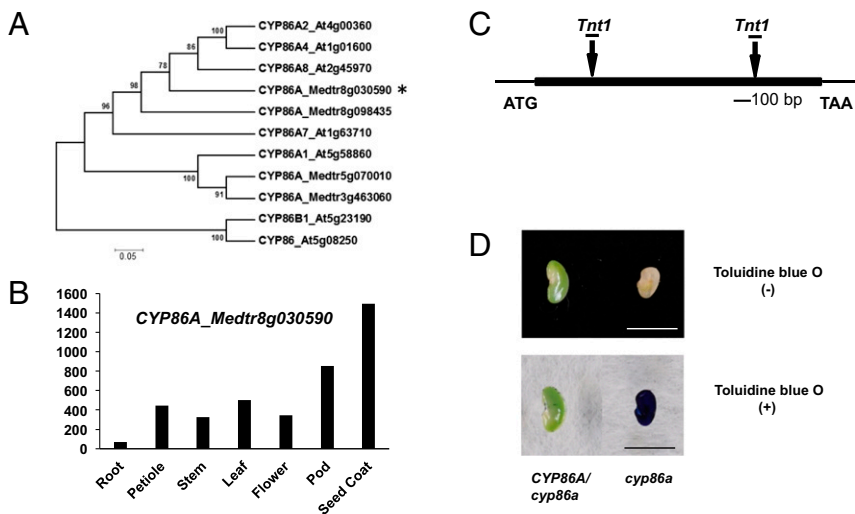 A
CYP86A2_At4g00360
CYP86A4_At1g01600
CYP86A8_At2g45970
CYP86A_Medtr8g030590 *
CYP86A_Medtr8g098435
CYP86A7_At1g63710
CYP86A1_At5g58860
CYP86A_Medtr5g070010
CYP86A_Medtr3g463060
CYP86B1_At5g23190
CYP86_At5g08250
100
86
78
98
96
100
91
100
0.05
B
CYP86A_Medtr8g030590
1600
1400
1200
1000
800
600
400
200
0
Root
Petiole
Stem
Leaf
Flower
Pod
Seed Coat
C
Tnt1
Tnt1
ATG
100 bp
TAA
D
Toluidine blue O
(-)
Toluidine blue O
(+)
CYP86A/
cyp86a
cyp86a